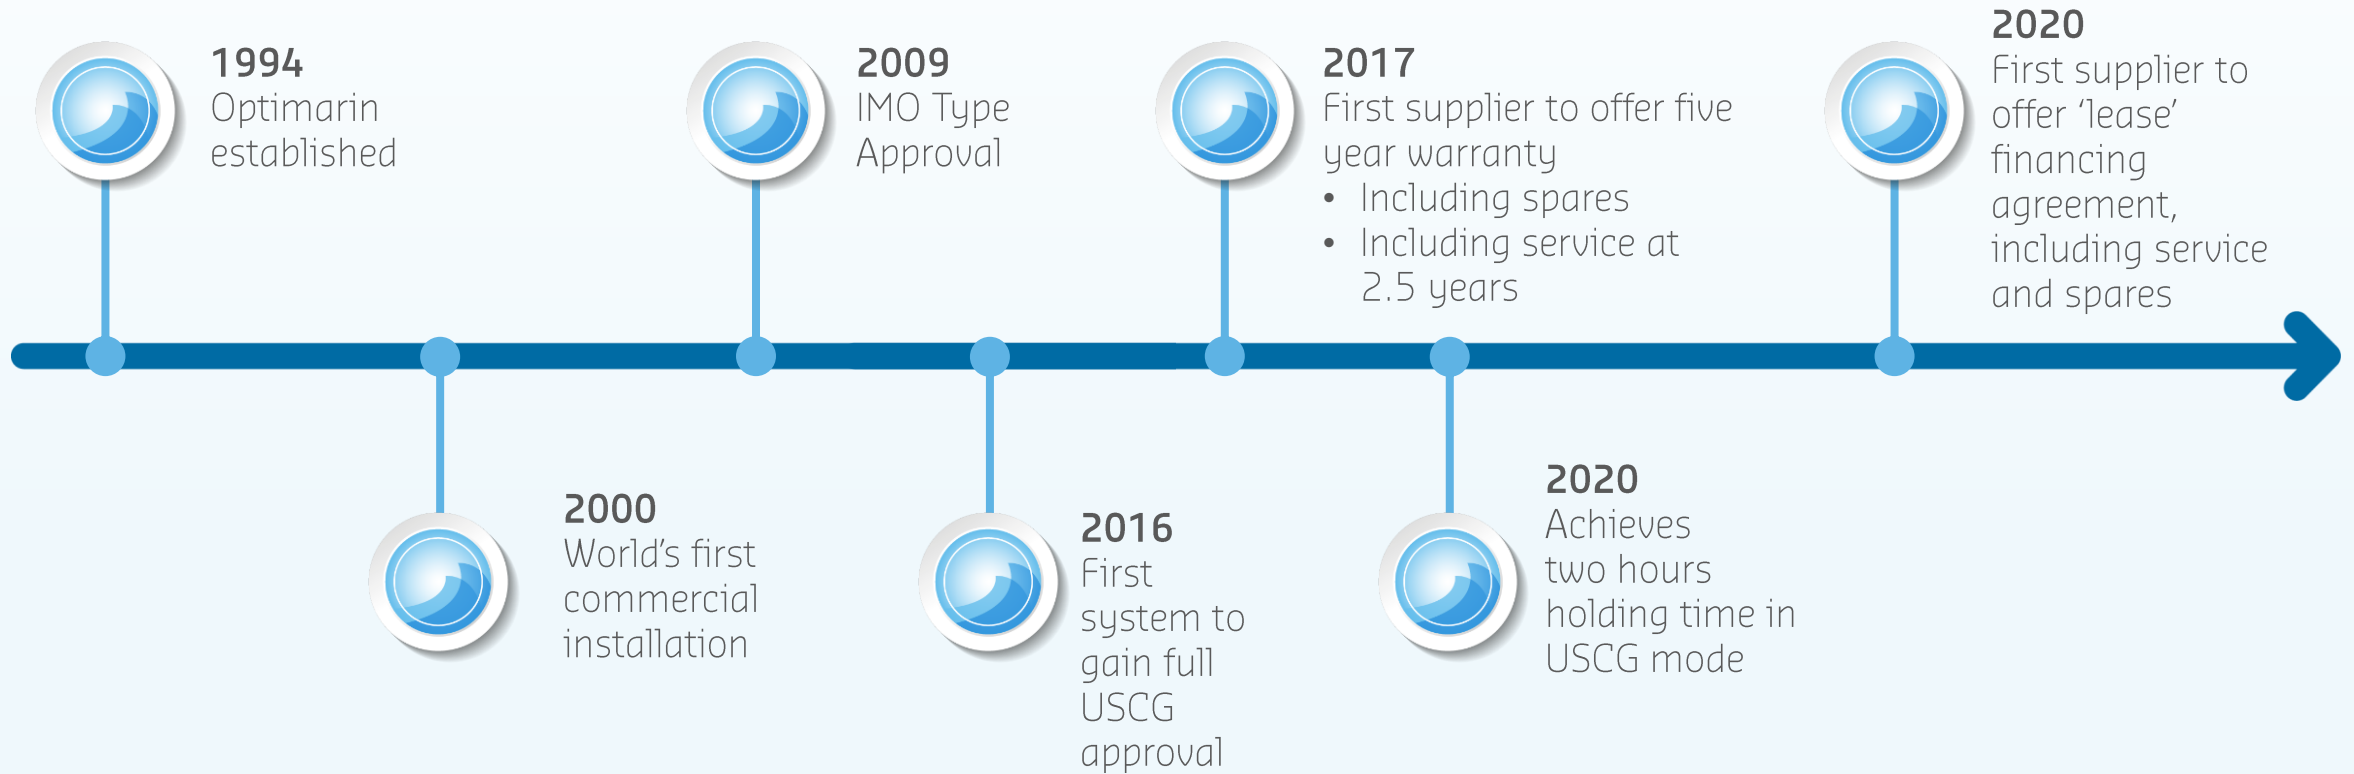 1994
Optimarin
established
2000
World's first
commercial
installation
2009
IMO Type
Approval
2016
First
system to
gain full
USCG
approval
2017
First supplier to offer five
year warranty
• Including spares
• Including service at
2.5 years
2020
Achieves
two hours
holding time in
USCG mode
2020
First supplier to
offer ‘lease’
financing
agreement,
including service
and spares